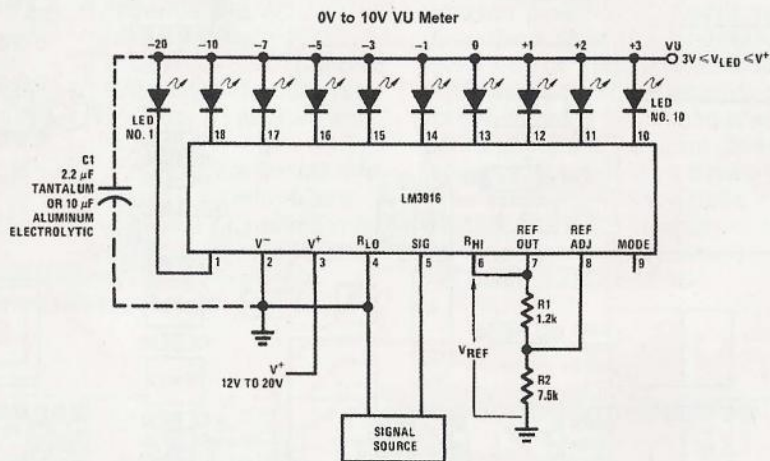 0V to 10V VU Meter
−20 −10 −7 −5 −3 −1 0 +1 +2 +3 VU
3V ≤ VLED ≤ V+
LED
NO. 1
LED
NO. 10
18 17 16 15 14 13 12 11 10
C1
2.2 µF
TANTALUM
OR 10 µF
ALUMINUM
ELECTROLYTIC
LM3916
V− V+ RLO SIG RHI REF OUT REF ADJ MODE
1 2 3 4 5 6 7 8 9
R1
1.2k
VREF
V+
12V TO 20V
R2
7.5k
SIGNAL
SOURCE